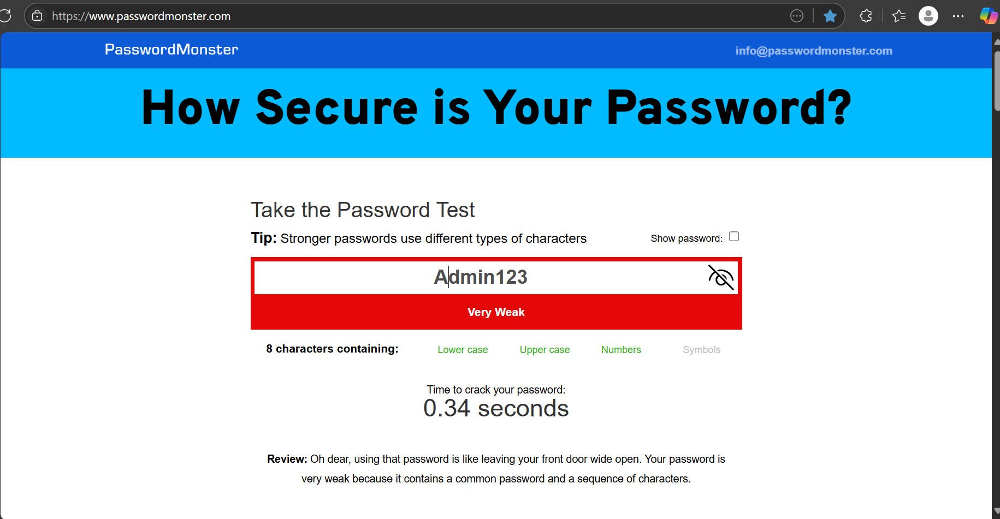 https://www.passwordmonster.com
PasswordMonster
info@passwordmonster.com
How Secure is Your Password?
Take the Password Test
Tip: Stronger passwords use different types of characters
Show password:
Admin123
Very Weak
8 characters containing:
Lower case
Upper case
Numbers
Symbols
Time to crack your password:
0.34 seconds
Review: Oh dear, using that password is like leaving your front door wide open. Your password is
very weak because it contains a common password and a sequence of characters.